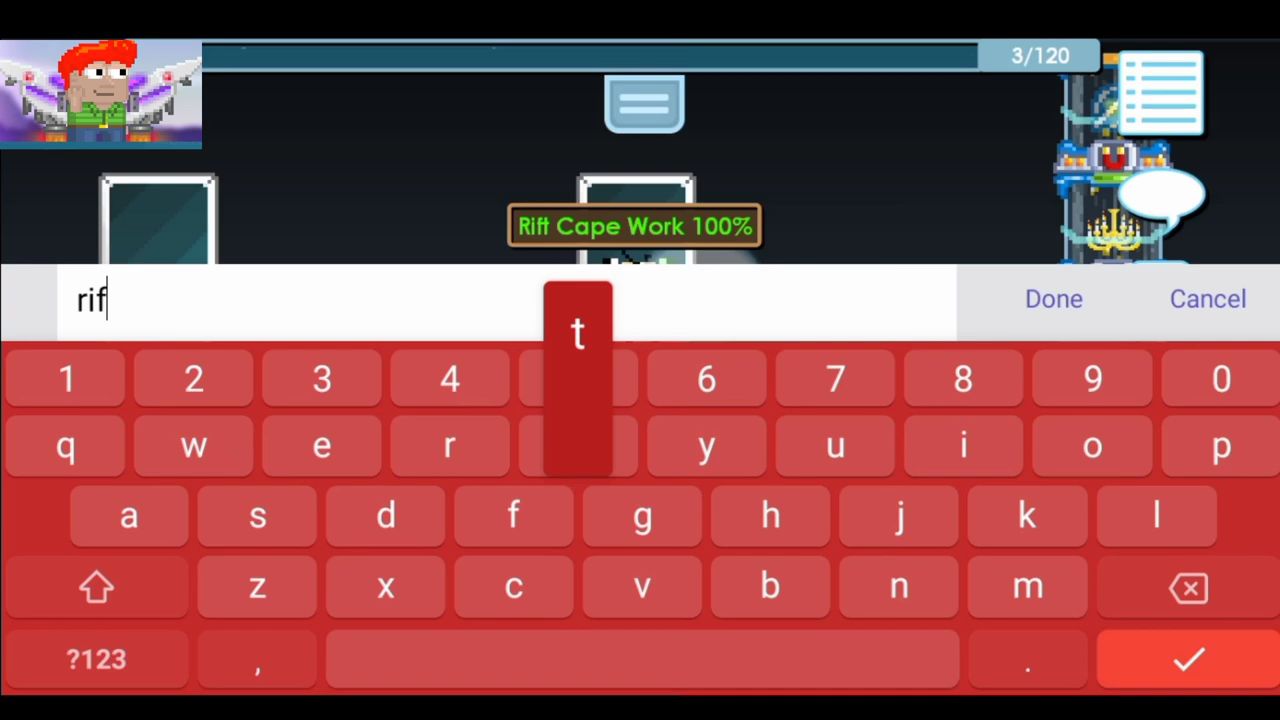 3/120
Rift Cape Work 100%
rif
Done
Cancel
t
1 2 3 4 6 7 8 9 0
q w e r y u i o p
a s d f g h j k l
z x c v b n m
?123 , .